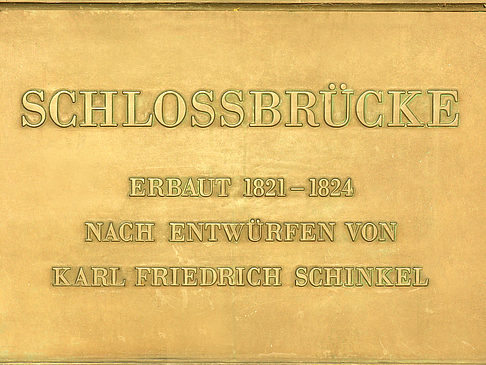 SCHLOSSBRÜCKE
ERBAUT 1821 – 1824
NACH ENTWÜRFEN VON
KARL FRIEDRICH SCHINKEL